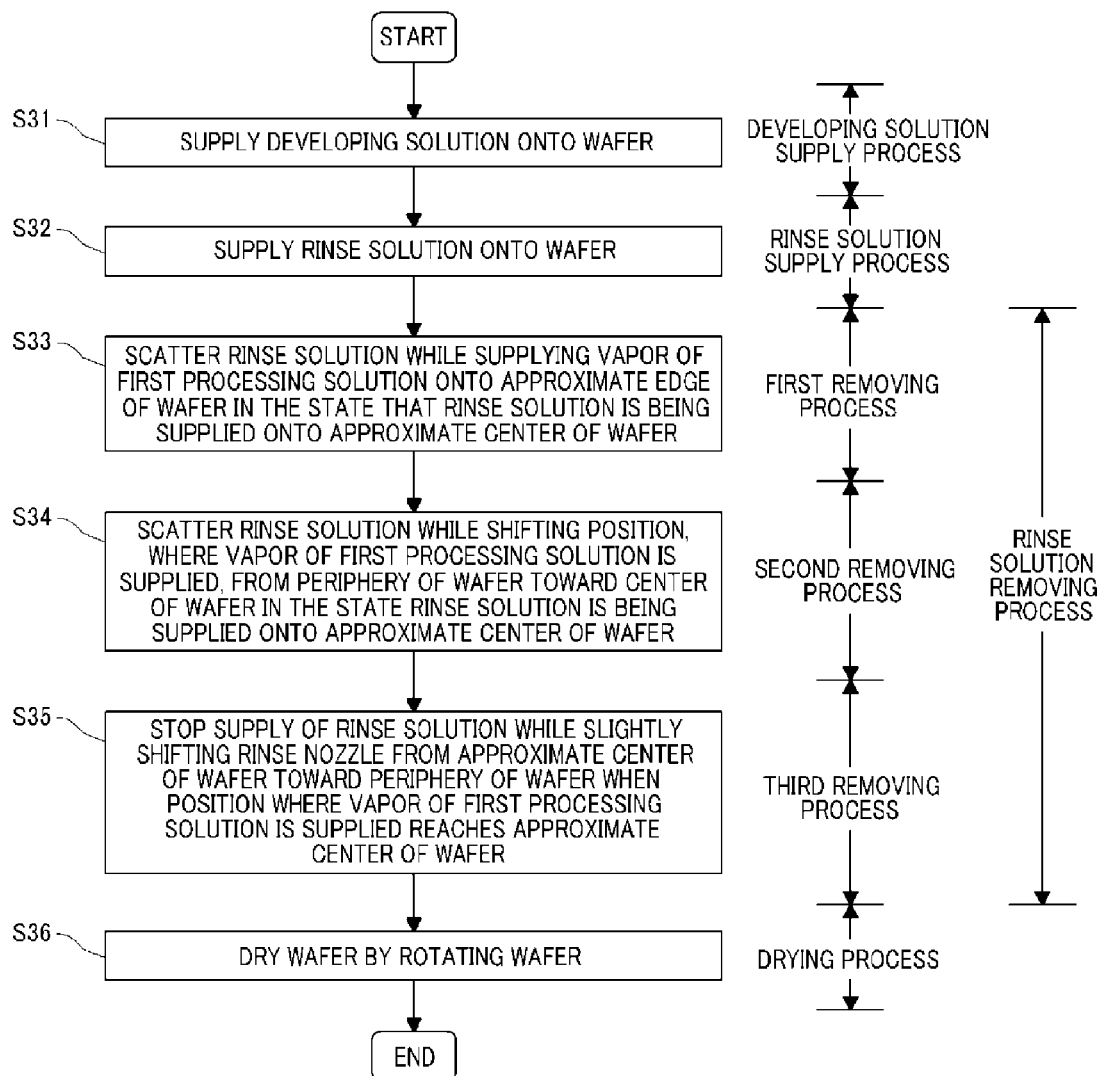 START
S31
SUPPLY DEVELOPING SOLUTION ONTO WAFER
DEVELOPING SOLUTION
SUPPLY PROCESS
S32
SUPPLY RINSE SOLUTION ONTO WAFER
RINSE SOLUTION
SUPPLY PROCESS
S33
SCATTER RINSE SOLUTION WHILE SUPPLYING VAPOR OF
FIRST PROCESSING SOLUTION ONTO APPROXIMATE EDGE
OF WAFER IN THE STATE THAT RINSE SOLUTION IS BEING
SUPPLIED ONTO APPROXIMATE CENTER OF WAFER
FIRST REMOVING
PROCESS
S34
SCATTER RINSE SOLUTION WHILE SHIFTING POSITION,
WHERE VAPOR OF FIRST PROCESSING SOLUTION IS
SUPPLIED, FROM PERIPHERY OF WAFER TOWARD CENTER
OF WAFER IN THE STATE RINSE SOLUTION IS BEING
SUPPLIED ONTO APPROXIMATE CENTER OF WAFER
SECOND REMOVING
PROCESS
RINSE
SOLUTION
REMOVING
PROCESS
S35
STOP SUPPLY OF RINSE SOLUTION WHILE SLIGHTLY
SHIFTING RINSE NOZZLE FROM APPROXIMATE CENTER
OF WAFER TOWARD PERIPHERY OF WAFER WHEN
POSITION WHERE VAPOR OF FIRST PROCESSING
SOLUTION IS SUPPLIED REACHES APPROXIMATE
CENTER OF WAFER
THIRD REMOVING
PROCESS
S36
DRY WAFER BY ROTATING WAFER
DRYING PROCESS
END